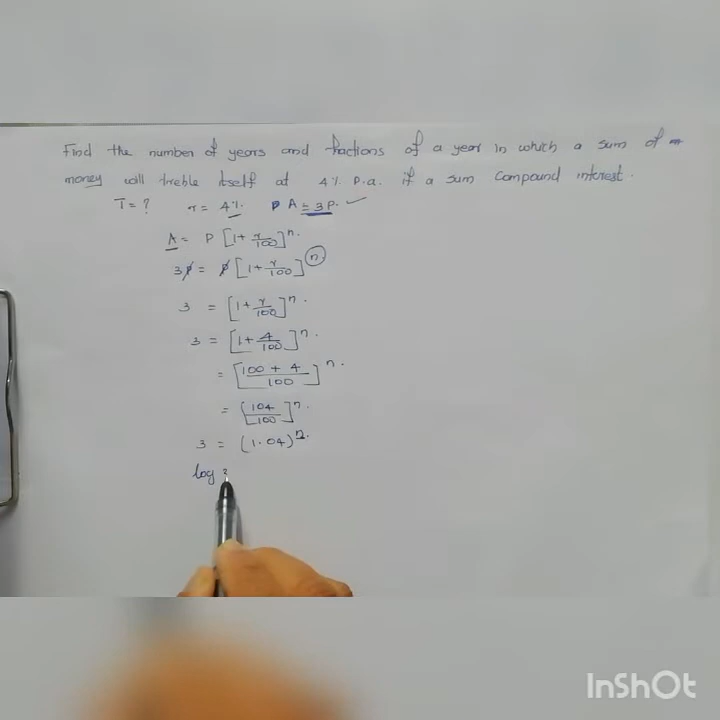 Find the number of years and fractions of a year in which a sum of
money will treble itself at 4% P.a. if a sum compound interest.
T = ? r = 4%. P A = 3P. ✓
A = P [1 + r/100]^n.
3P = P [1 + r/100]^n
3 = [1 + r/100]^n.
3 = [1 + 4/100]^n.
= [100 + 4/100]^n.
= [104/100]^n.
3 = (1.04)^n.
log
InShOt